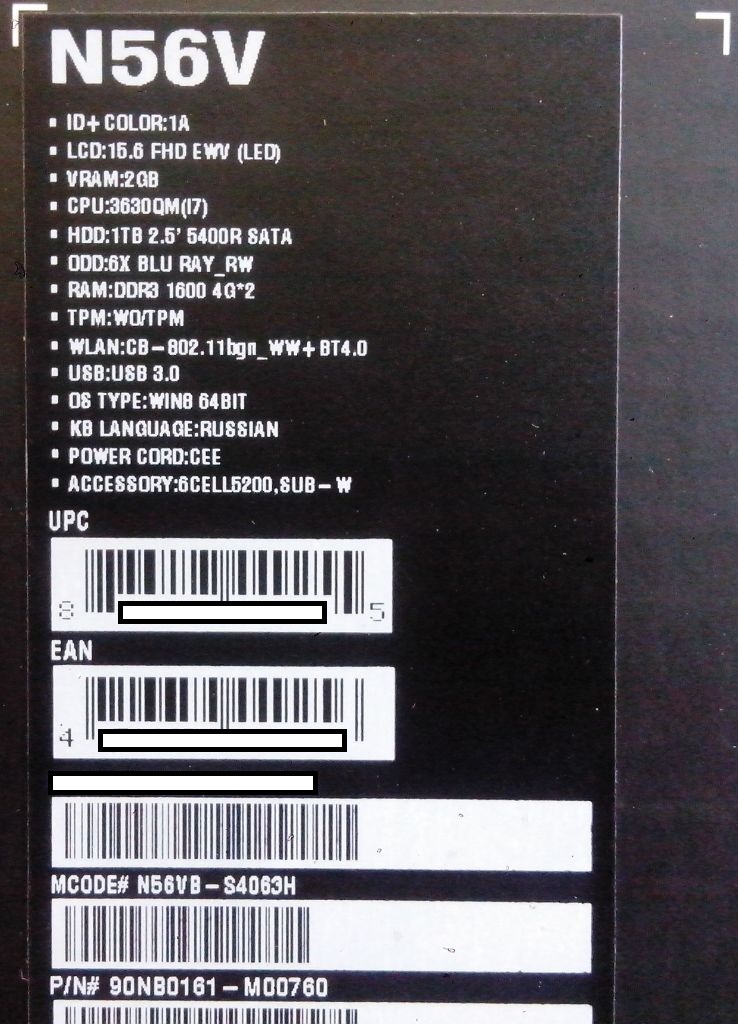 N56V
▪ ID+COLOR:1A
▪ LCD:15.6 FHD EWV (LED)
▪ VRAM:2GB
▪ CPU:3630QM(I7)
▪ HDD:1TB 2.5' 5400R SATA
▪ ODD:6X BLU RAY_RW
▪ RAM:DDR3 1600 4G*2
▪ TPM:WO/TPM
▪ WLAN:CB-802.11bgn_WW+BT4.0
▪ USB:USB 3.0
▪ OS TYPE:WIN8 64BIT
▪ KB LANGUAGE:RUSSIAN
▪ POWER CORD:CEE
▪ ACCESSORY:6CELL5200,SUB-W
UPC
8 5
EAN
4
MCODE# N56VB-S4063H
P/N# 90NB0161-M00760